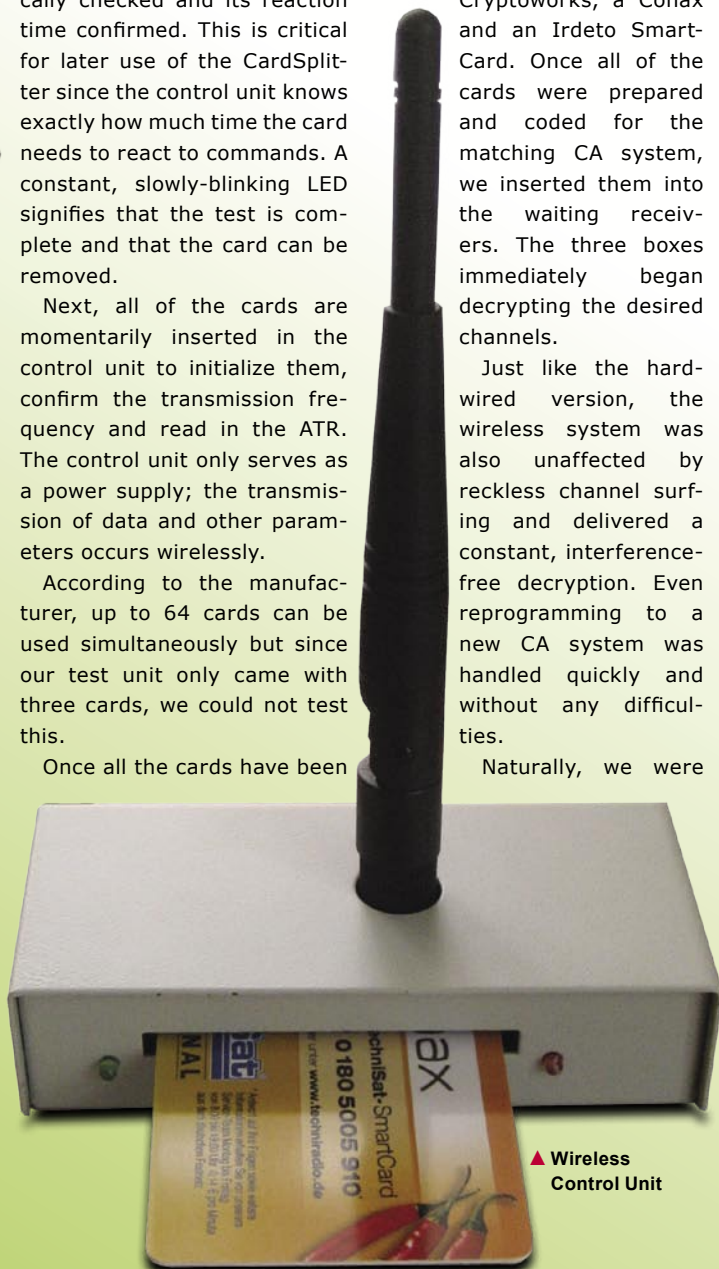 cally checked and its reaction
time confirmed. This is critical
for later use of the CardSplit-
ter since the control unit knows
exactly how much time the card
needs to react to commands. A
constant, slowly-blinking LED
signifies that the test is com-
plete and that the card can be
removed.
Next, all of the cards are
momentarily inserted in the
control unit to initialize them,
confirm the transmission fre-
quency and read in the ATR.
The control unit only serves as
a power supply; the transmis-
sion of data and other param-
eters occurs wirelessly.
According to the manufac-
turer, up to 64 cards can be
used simultaneously but since
our test unit only came with
three cards, we could not test
this.
Once all the cards have been
Cryptoworks, a Conax
and an Irdeto Smart-
Card. Once all of the
cards were prepared
and coded for the
matching CA system,
we inserted them into
the waiting receiv-
ers. The three boxes
immediately began
decrypting the desired
channels.
Just like the hard-
wired version, the
wireless system was
also unaffected by
reckless channel surf-
ing and delivered a
constant, interference-
free decryption. Even
reprogramming to a
new CA system was
handled quickly and
without any difficul-
ties.
Naturally, we were
ax
chniSat-SmartCard
0 180 5005 910*
unter www.techniradio.de
Sat
NAL
▲ Wireless
Control Unit